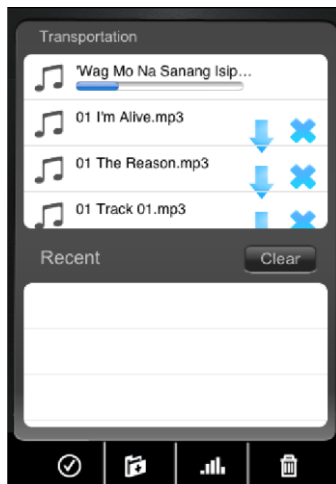 Transportation
'Wag Mo Na Sanang Isip...
01 I'm Alive.mp3
01 The Reason.mp3
01 Track 01.mp3
Recent
Clear